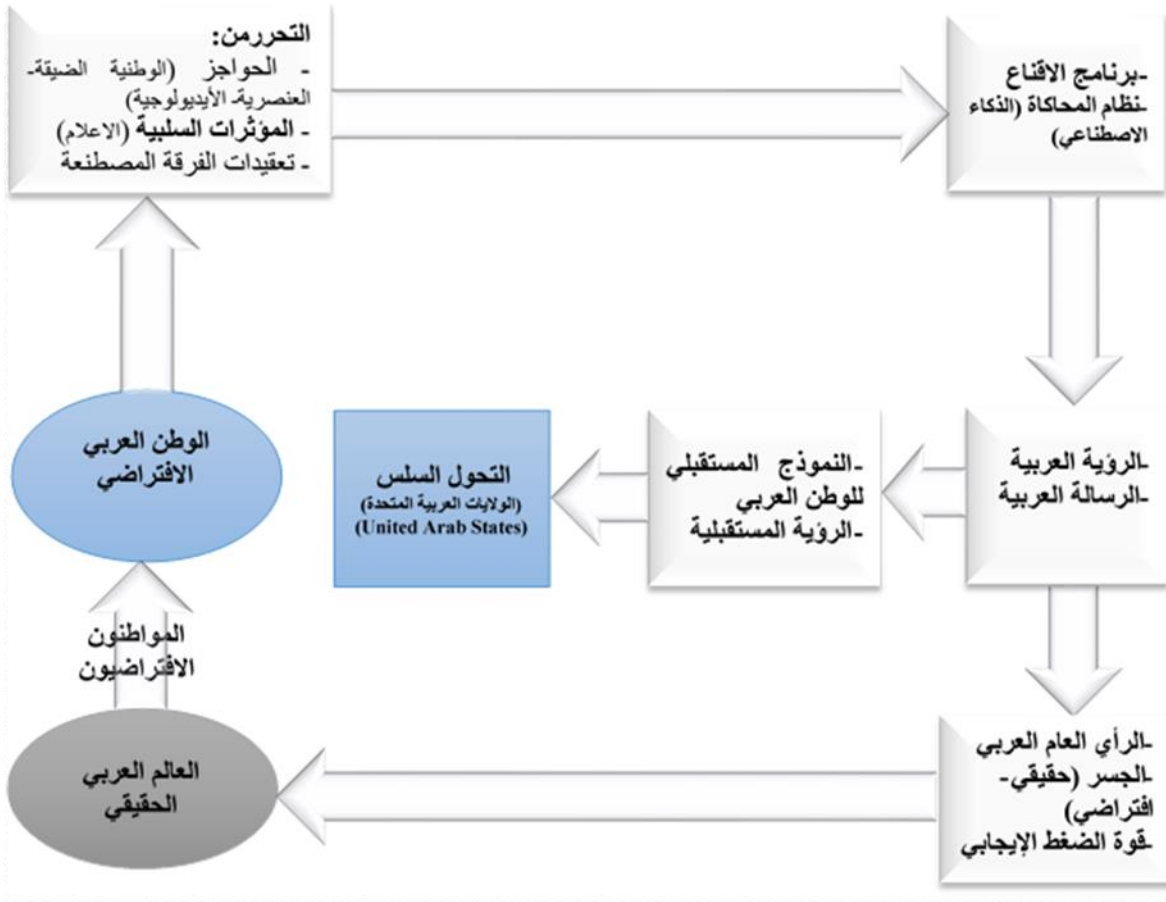 التحررمن:
- الحواجز (الوطنية الضيقة-
العنصرية- الأيديولوجية)
- المؤثرات السلبية (الاعلام)
- تعقيدات الفرقة المصطنعة
-برنامج الاقناع
-نظام المحاكاة (الذكاء
الاصطناعي)
الوطن العربي
الافتراضي
التحول السلس
(الولايات العربية المتحدة)
(United Arab States)
-النموذج المستقبلي
للوطن العربي
-الرؤية المستقبلية
-الرؤية العربية
-الرسالة العربية
المواطنون
الافتراضيون
العالم العربي
الحقيقي
-الرأي العام العربي
-الجسر (حقيقي-
افتراضي)
-قوة الضغط الإيجابي